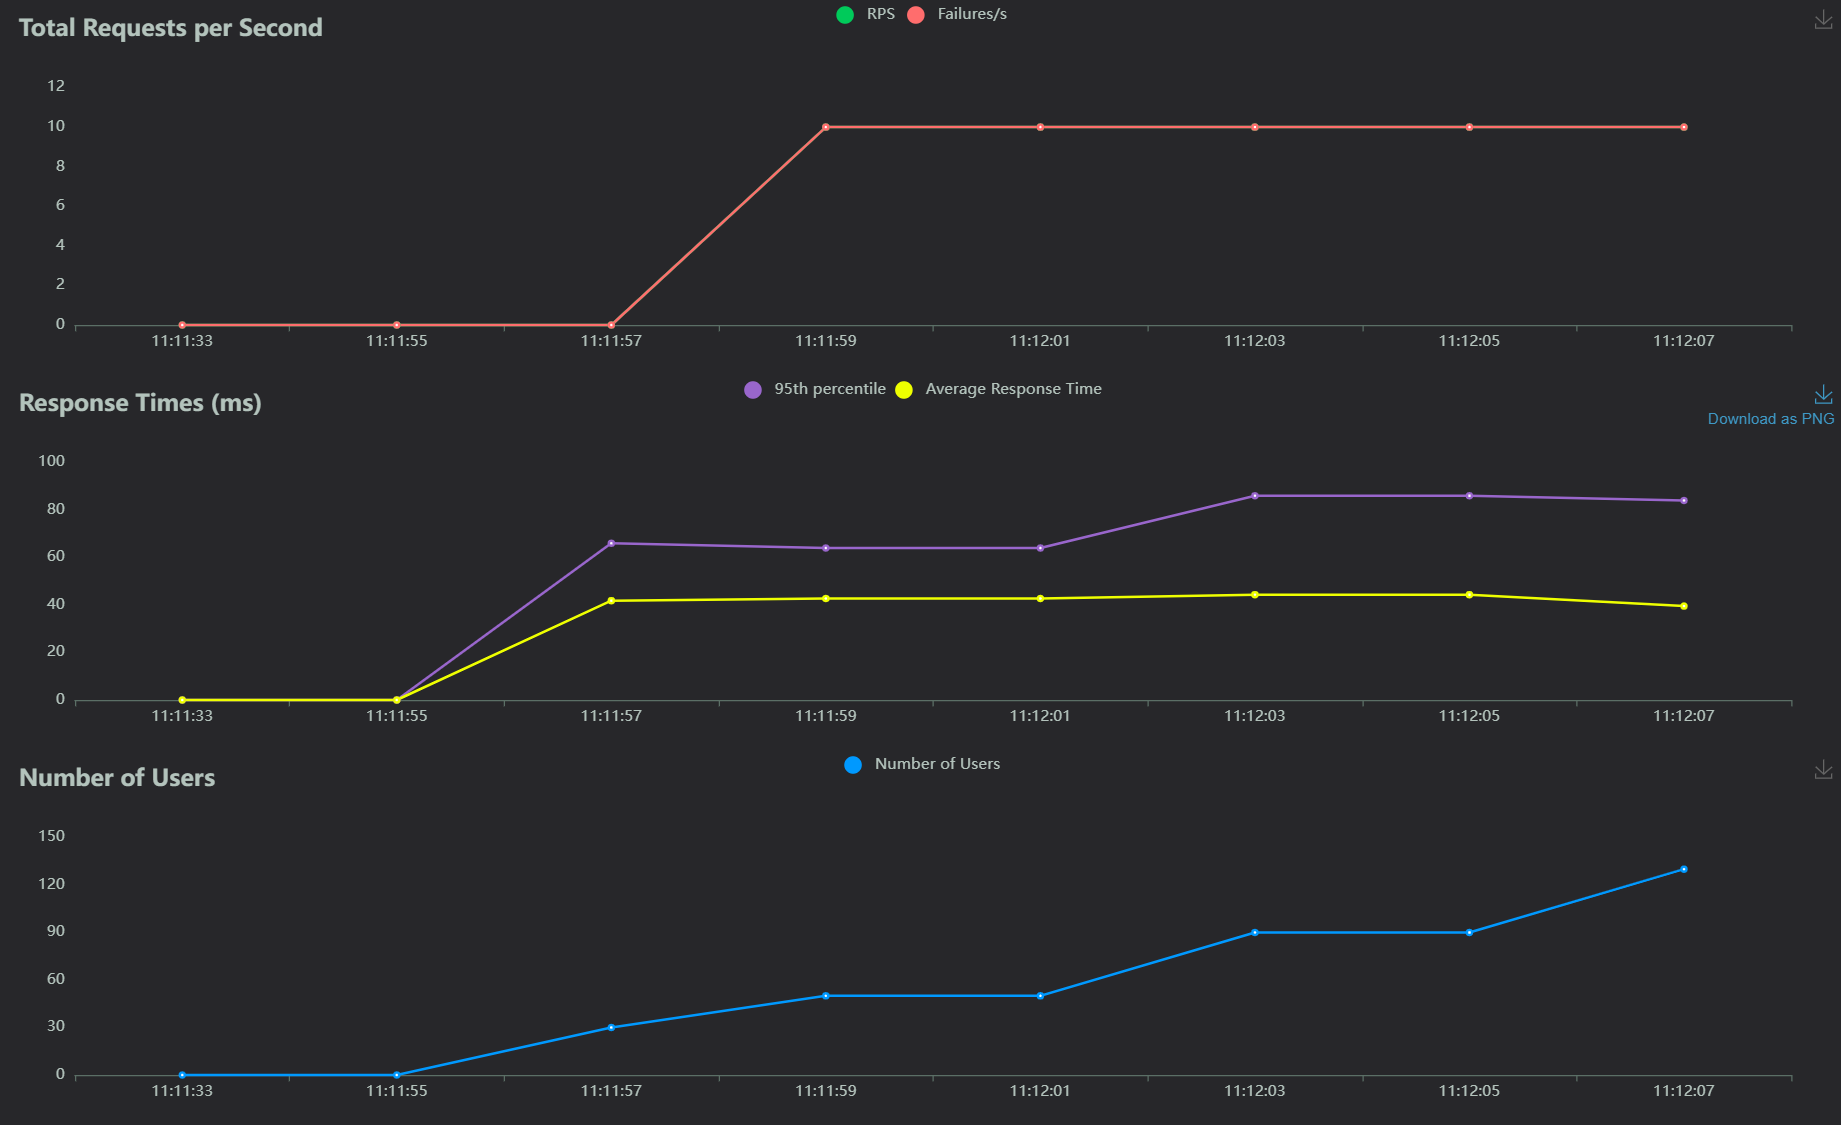 Total Requests per Second
RPS Failures/s
12
10
8
6
4
2
0
11:11:33 11:11:55 11:11:57 11:11:59 11:12:01 11:12:03 11:12:05 11:12:07
Response Times (ms)
95th percentile Average Response Time
Download as PNG
100
80
60
40
20
0
11:11:33 11:11:55 11:11:57 11:11:59 11:12:01 11:12:03 11:12:05 11:12:07
Number of Users
Number of Users
150
120
90
60
30
0
11:11:33 11:11:55 11:11:57 11:11:59 11:12:01 11:12:03 11:12:05 11:12:07